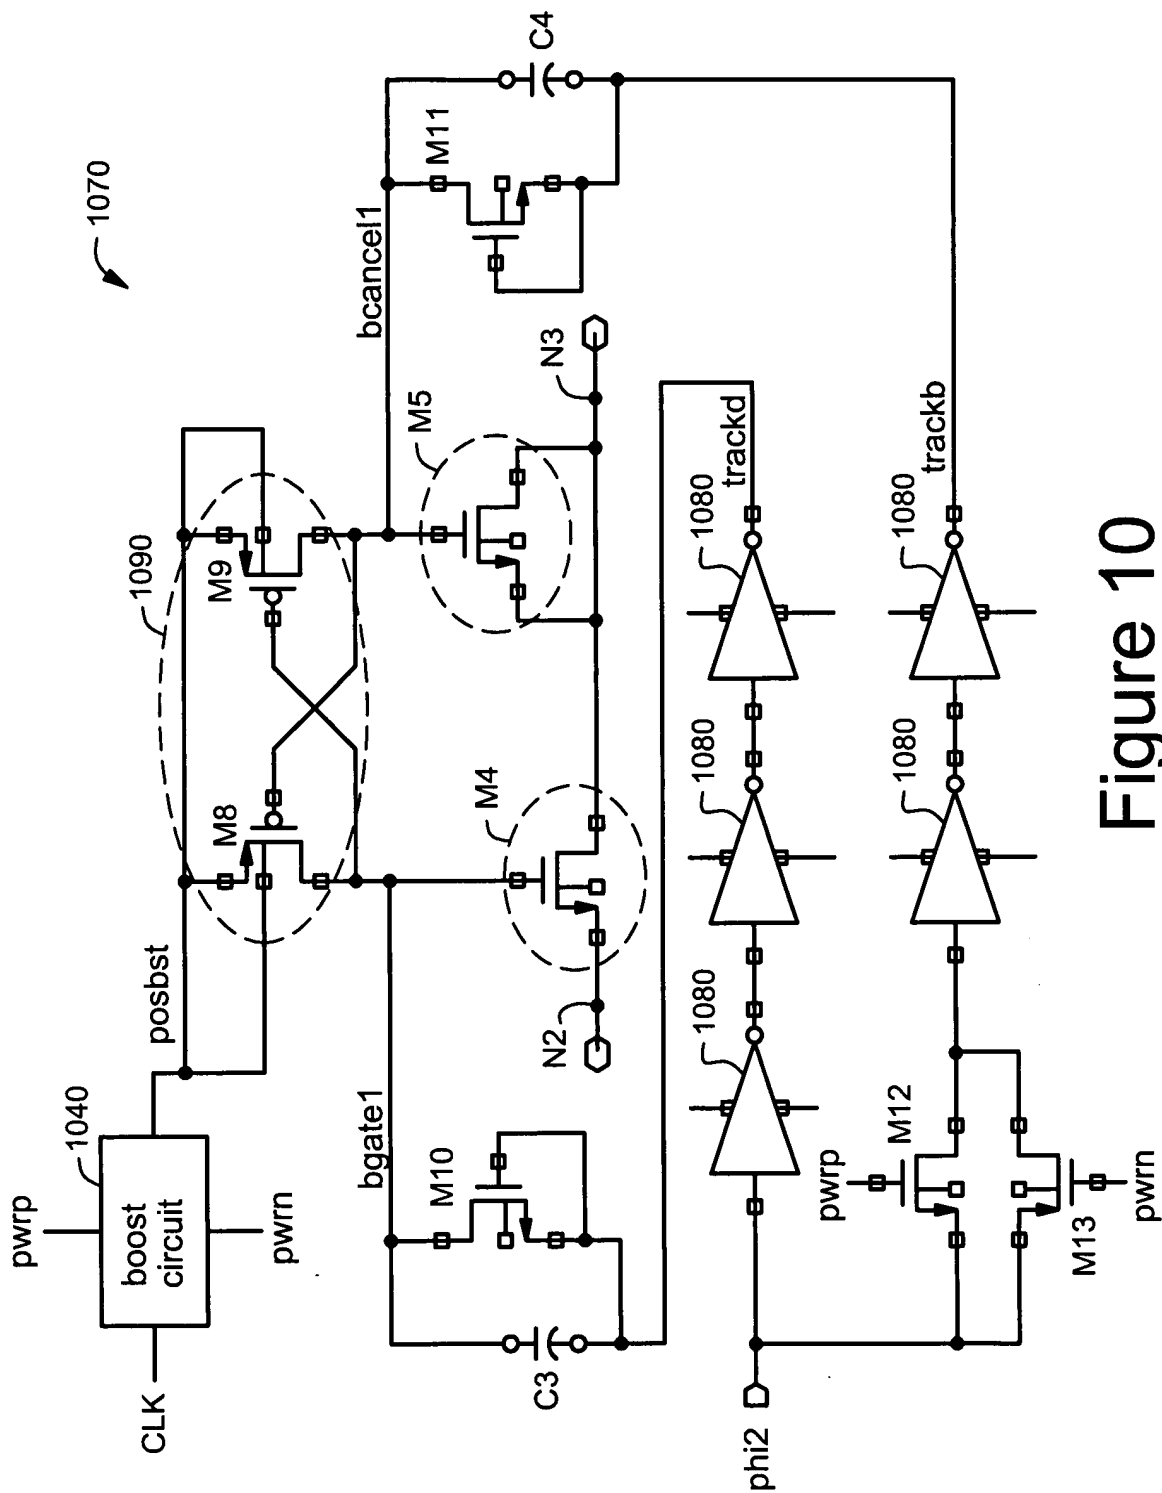 1070
pwrp
1040
boost
circuit
CLK
pwrn
posbst
1090
M8
M9
bgate1
bcancel1
M10
M11
C3
C4
M4
M5
N2
N3
1080
1080
1080
trackd
phi2
pwrp
M12
M13
pwrn
1080
1080
trackb
Figure 10